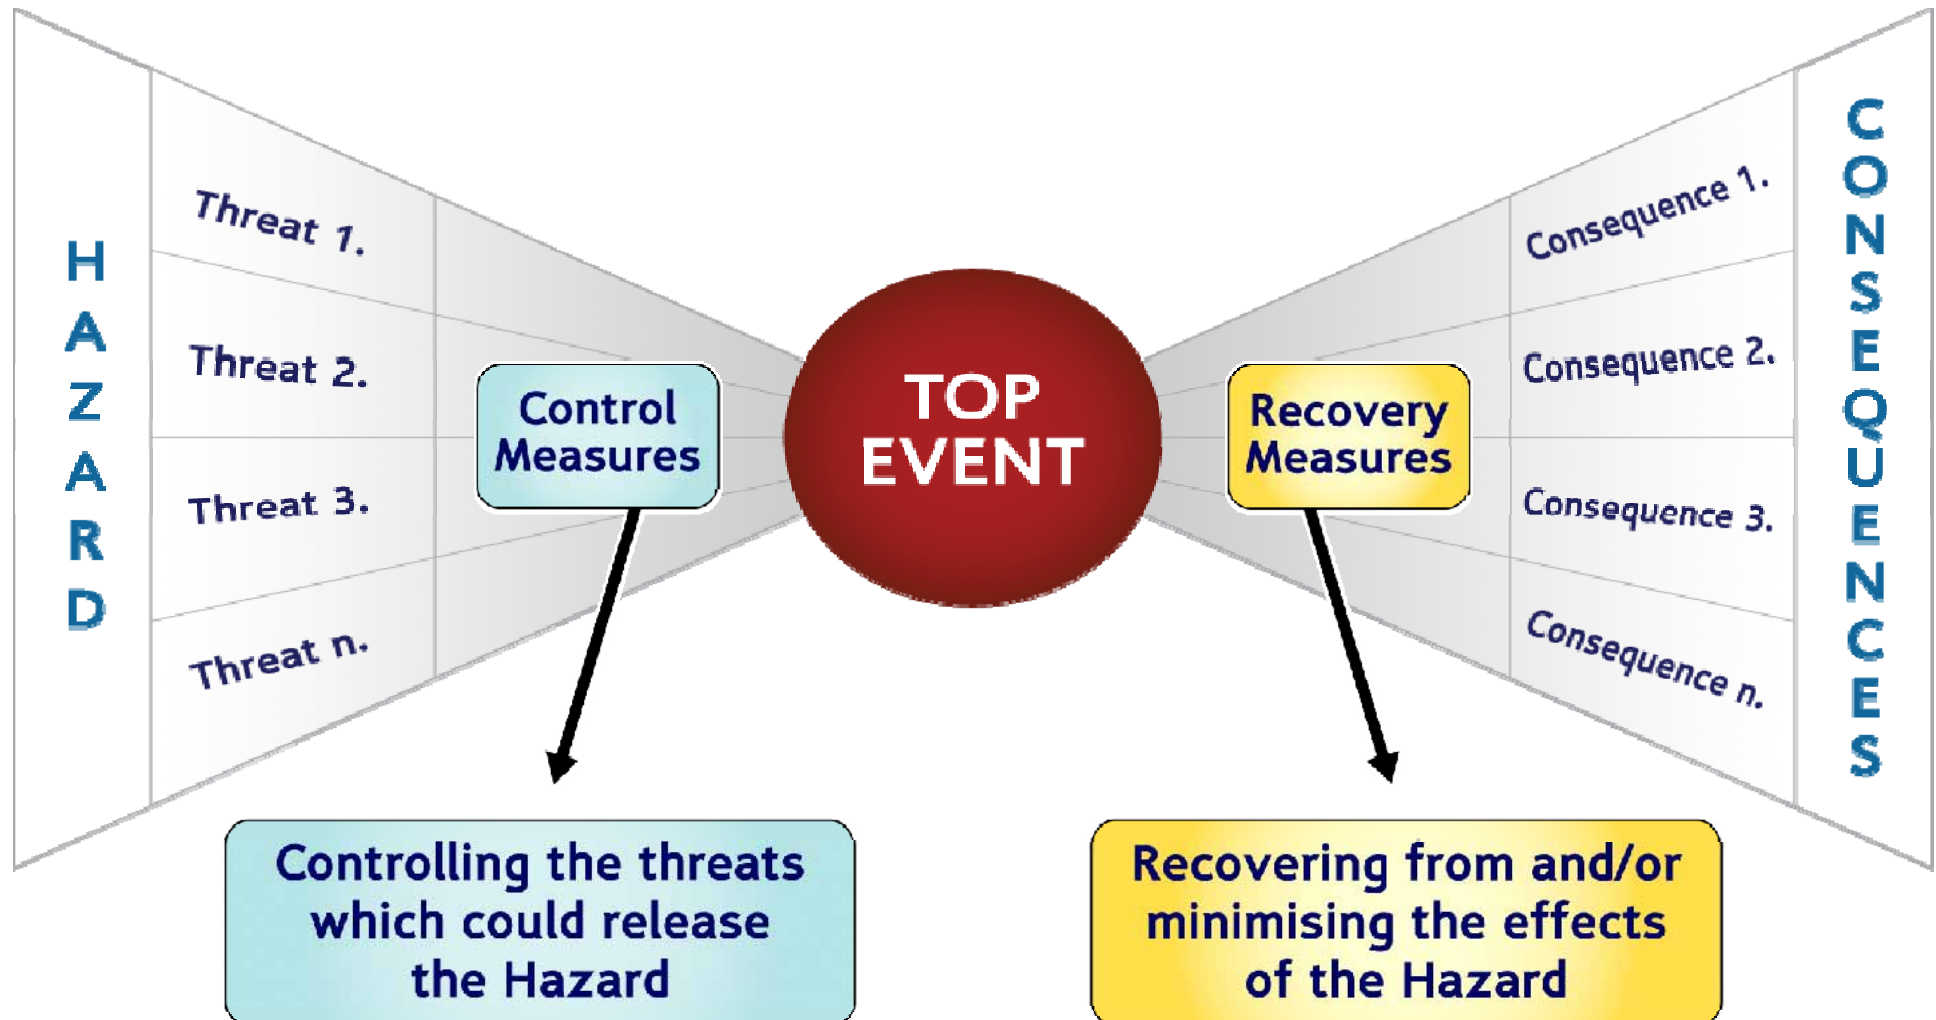 HAZARD
Threat 1.
Threat 2.
Threat 3.
Threat n.
Control
Measures
TOP
EVENT
Recovery
Measures
Consequence 1.
Consequence 2.
Consequence 3.
Consequence n.
CONSEQUENCES
Controlling the threats
which could release
the Hazard
Recovering from and/or
minimising the effects
of the Hazard